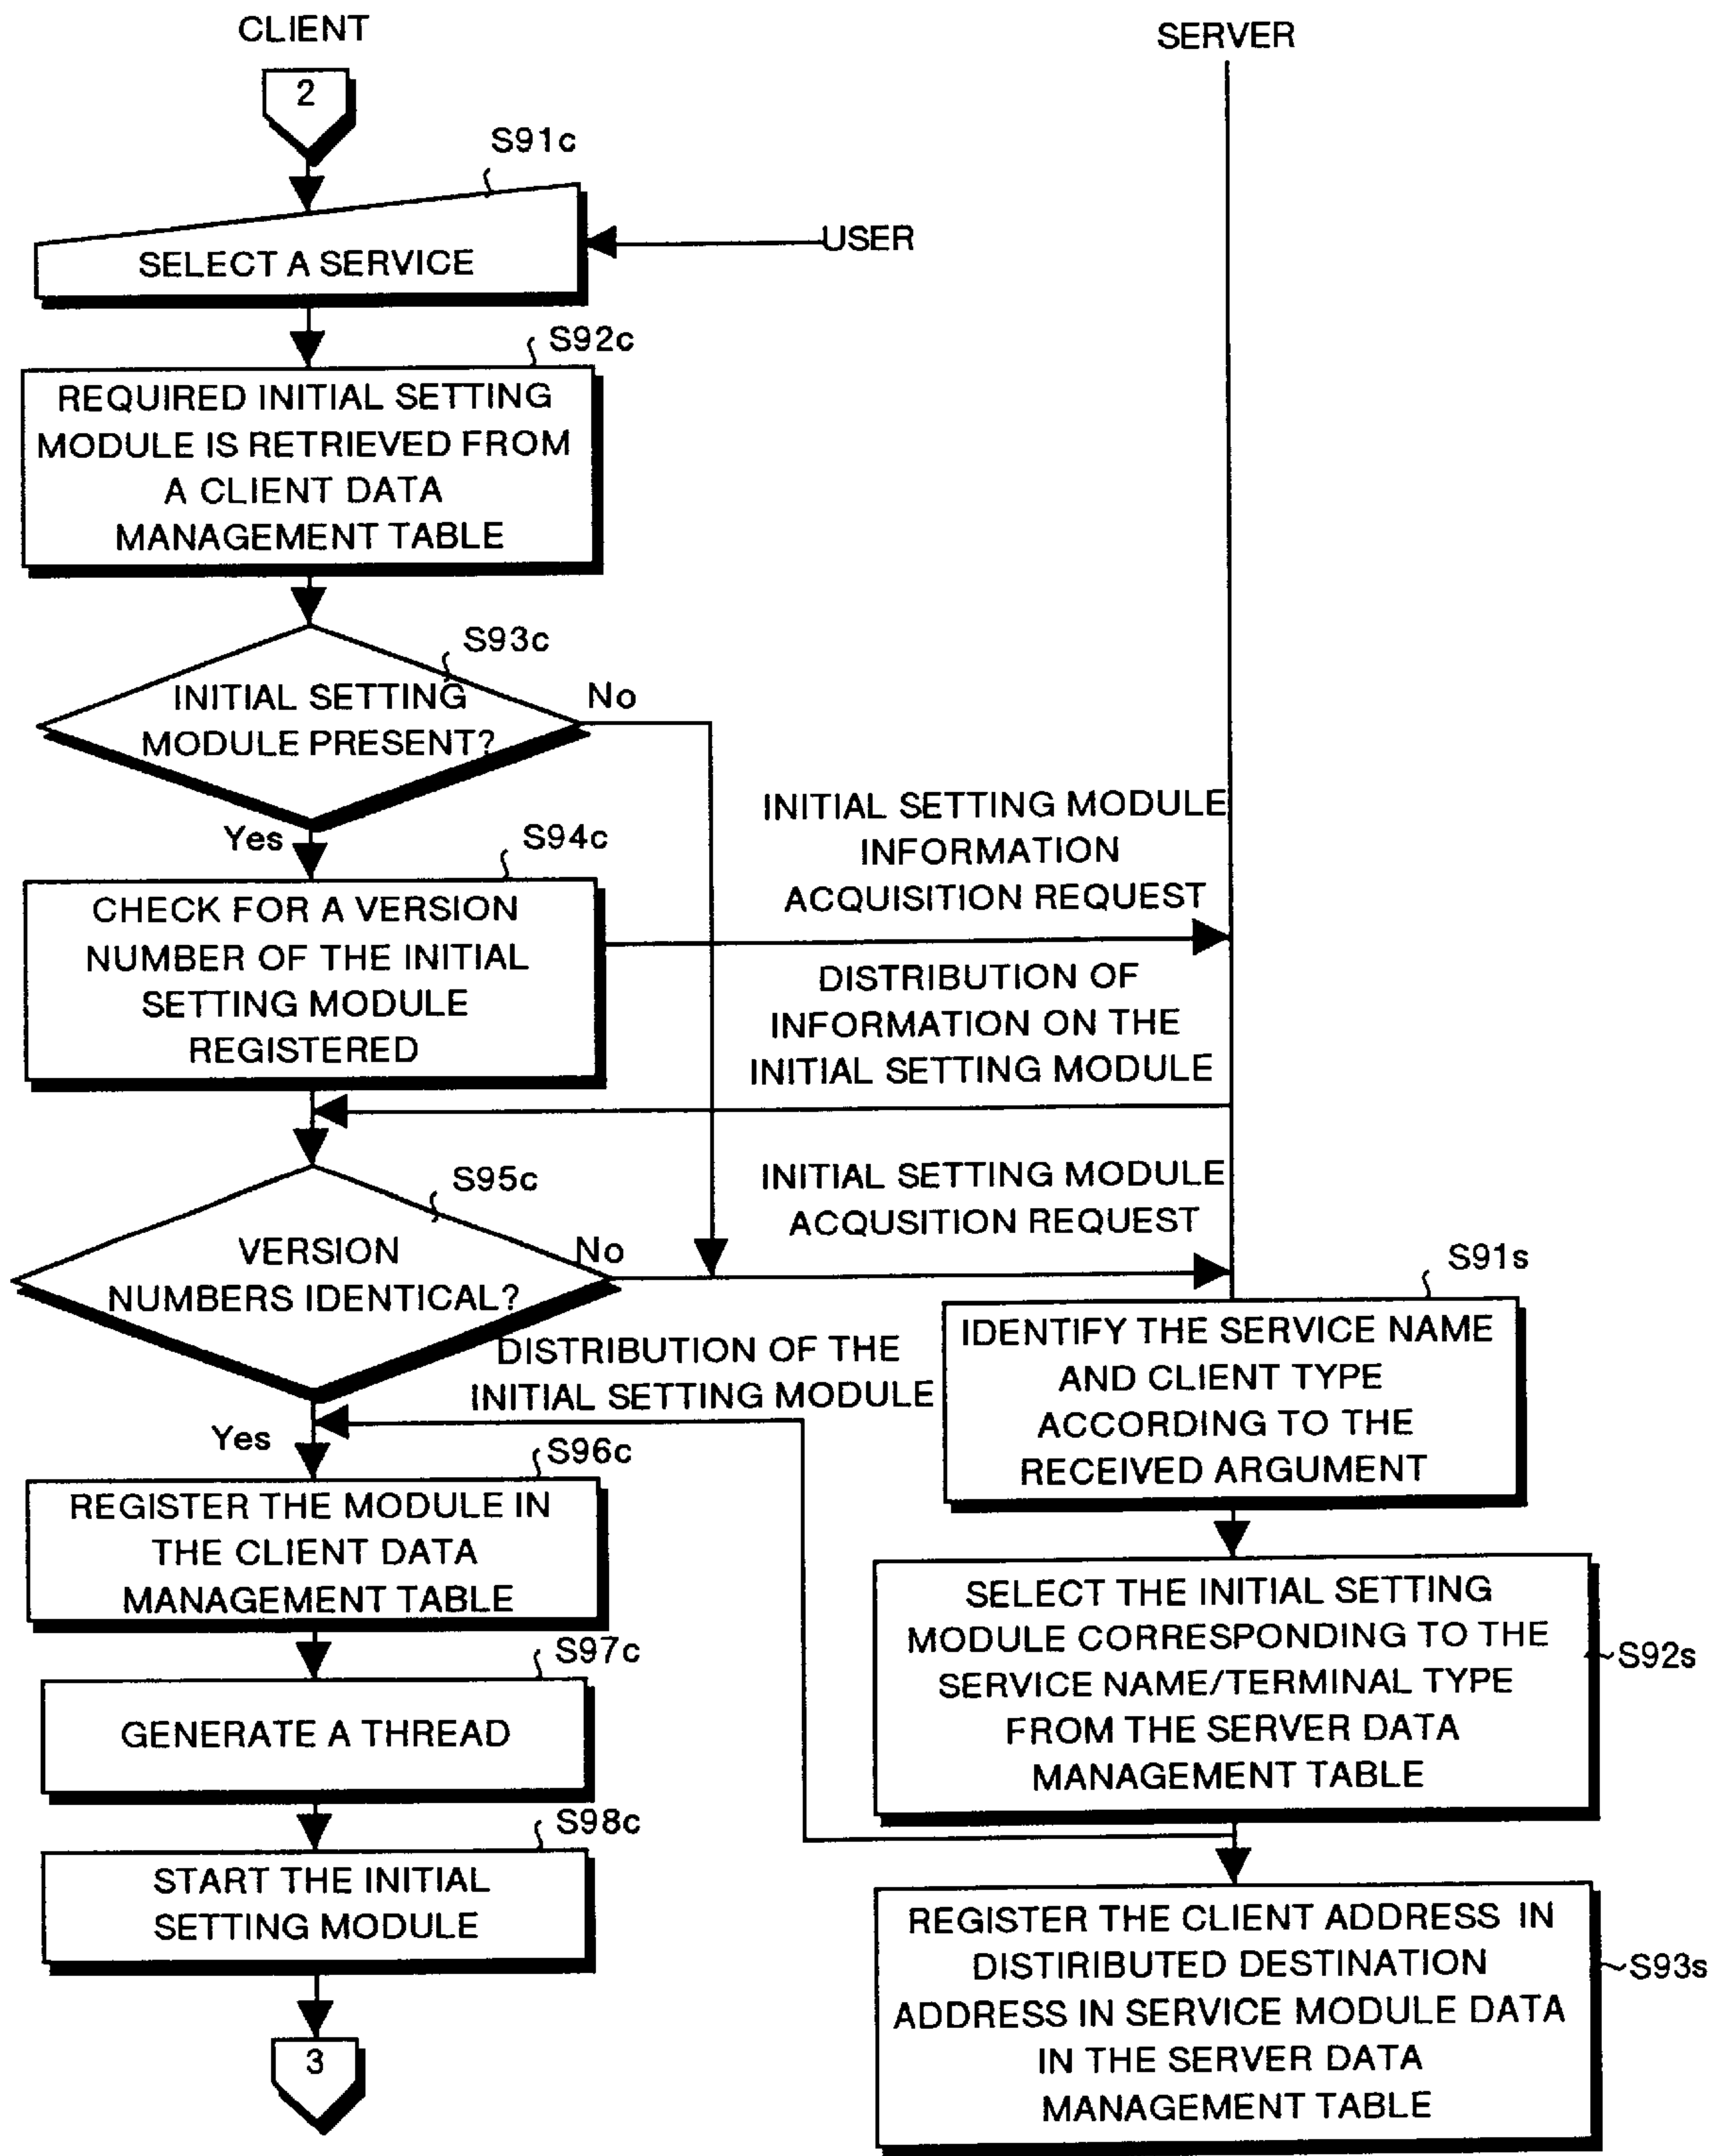 CLIENT
SERVER
2
S91c
SELECT A SERVICE
USER
S92c
REQUIRED INITIAL SETTING
MODULE IS RETRIEVED FROM
A CLIENT DATA
MANAGEMENT TABLE
S93c
INITIAL SETTING
MODULE PRESENT?
No
Yes
S94c
CHECK FOR A VERSION
NUMBER OF THE INITIAL
SETTING MODULE
REGISTERED
INITIAL SETTING MODULE
INFORMATION
ACQUISITION REQUEST
DISTRIBUTION OF
INFORMATION ON THE
INITIAL SETTING MODULE
S95c
VERSION
NUMBERS IDENTICAL?
No
INITIAL SETTING MODULE
ACQUSITION REQUEST
S91s
IDENTIFY THE SERVICE NAME
AND CLIENT TYPE
ACCORDING TO THE
RECEIVED ARGUMENT
DISTRIBUTION OF THE
INITIAL SETTING MODULE
Yes
S96c
REGISTER THE MODULE IN
THE CLIENT DATA
MANAGEMENT TABLE
SELECT THE INITIAL SETTING
MODULE CORRESPONDING TO THE
SERVICE NAME/TERMINAL TYPE
FROM THE SERVER DATA
MANAGEMENT TABLE
S92s
S97c
GENERATE A THREAD
S98c
START THE INITIAL
SETTING MODULE
REGISTER THE CLIENT ADDRESS IN
DISTIRIBUTED DESTINATION
ADDRESS IN SERVICE MODULE DATA
IN THE SERVER DATA
MANAGEMENT TABLE
S93s
3